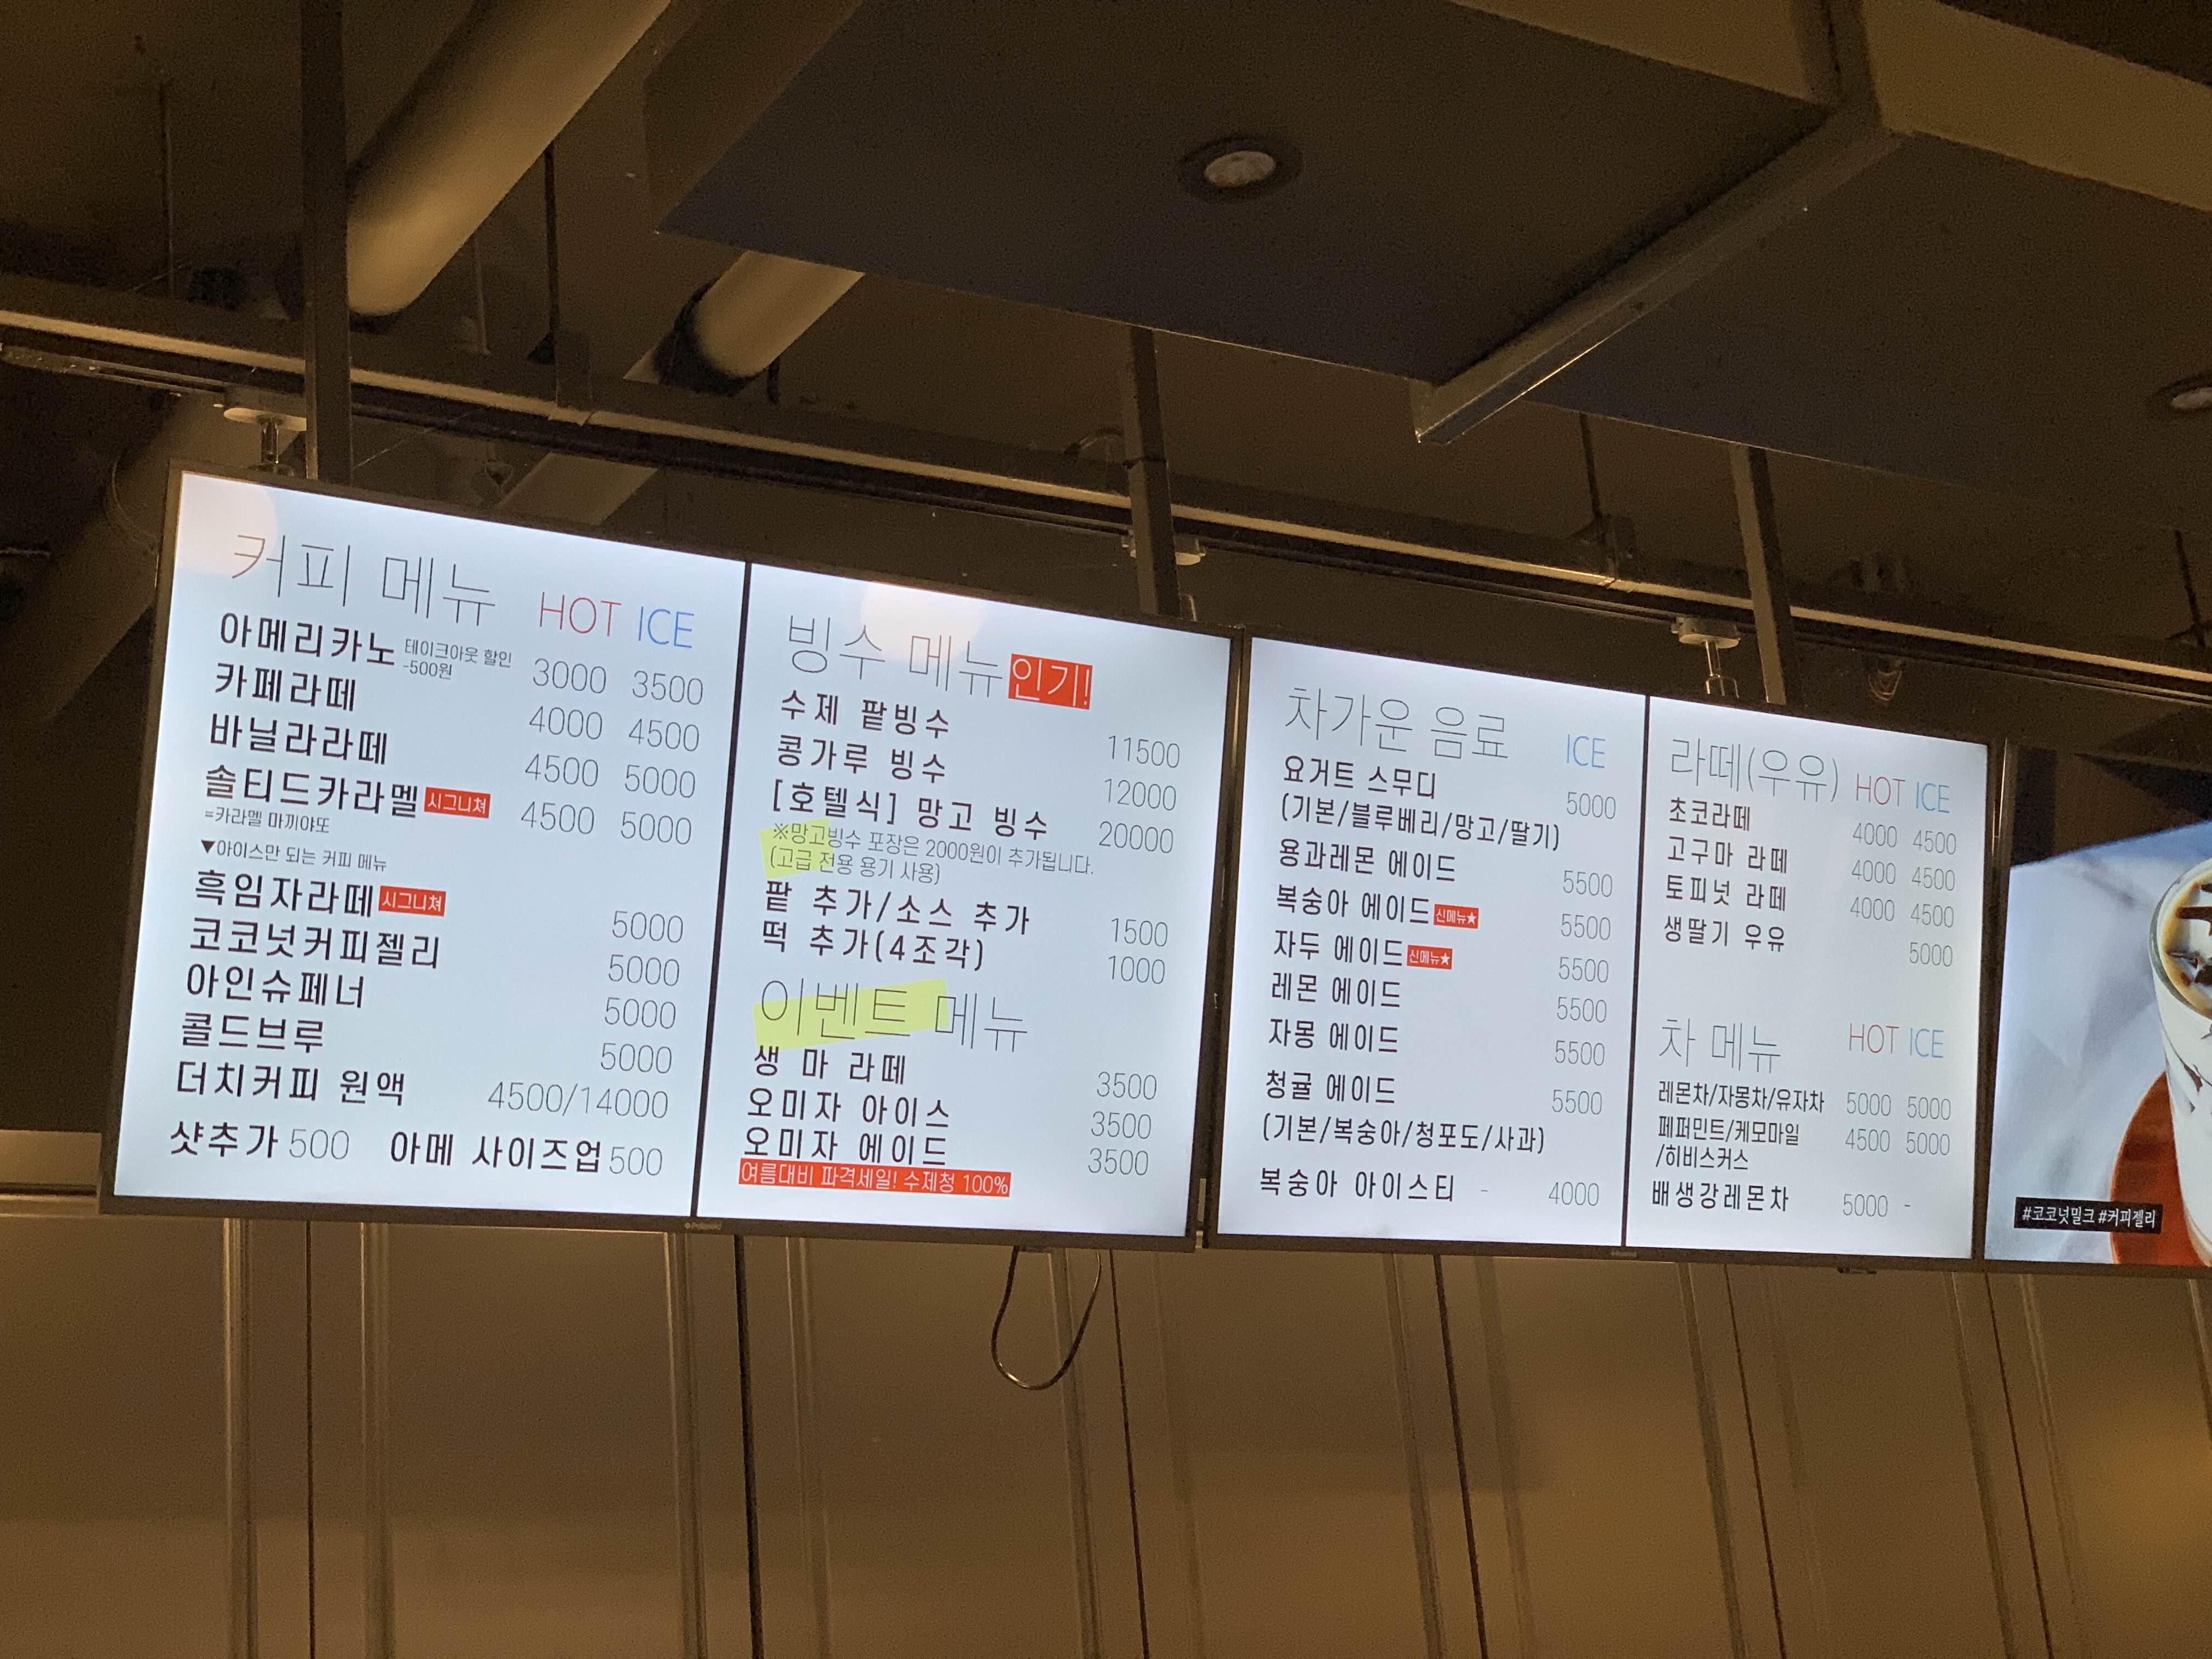 커피 메뉴 HOT ICE
아메리카노 테이크아웃 할인 -500원 3000 3500
카페라떼 4000 4500
바닐라라떼 4500 5000
솔티드카라멜 시그니쳐 4500 5000
=카라멜 마끼야또
▼아이스만 되는 커피 메뉴
흑임자라떼 시그니쳐 5000
코코넛커피젤리 5000
아인슈페너 5000
콜드브루 5000
더치커피 원액 4500/14000
샷추가 500 아메 사이즈업 500
빙수 메뉴 인기!
수제 팥빙수 11500
콩가루 빙수 12000
[호텔식] 망고 빙수 20000
※망고빙수 포장은 2000원이 추가됩니다.
(고급 전용 용기 사용)
팥 추가/소스 추가 1500
떡 추가(4조각) 1000
이벤트 메뉴
생 마 라떼 3500
오미자 아이스 3500
오미자 에이드 3500
여름대비 파격세일! 수제청 100%
Polaroid
차가운 음료 ICE
요거트 스무디 5000
(기본/블루베리/망고/딸기)
용과레몬 에이드 5500
복숭아 에이드 신메뉴★ 5500
자두 에이드 신메뉴★ 5500
레몬 에이드 5500
자몽 에이드 5500
청귤 에이드 5500
(기본/복숭아/청포도/사과)
복숭아 아이스티 - 4000
라떼(우유) HOT ICE
초코라떼 4000 4500
고구마 라떼 4000 4500
토피넛 라떼 4000 4500
생딸기 우유 5000
차 메뉴 HOT ICE
레몬차/자몽차/유자차 5000 5000
페퍼민트/케모마일 4500 5000
/히비스커스
배생강레몬차 5000 -
#코코넛밀크 #커피젤리